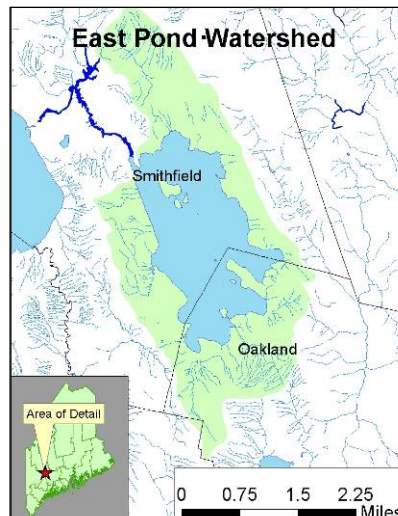 East Pond Watershed
Smithfield
Oakland
Area of Detail
0 0.75 1.5 2.25
Miles